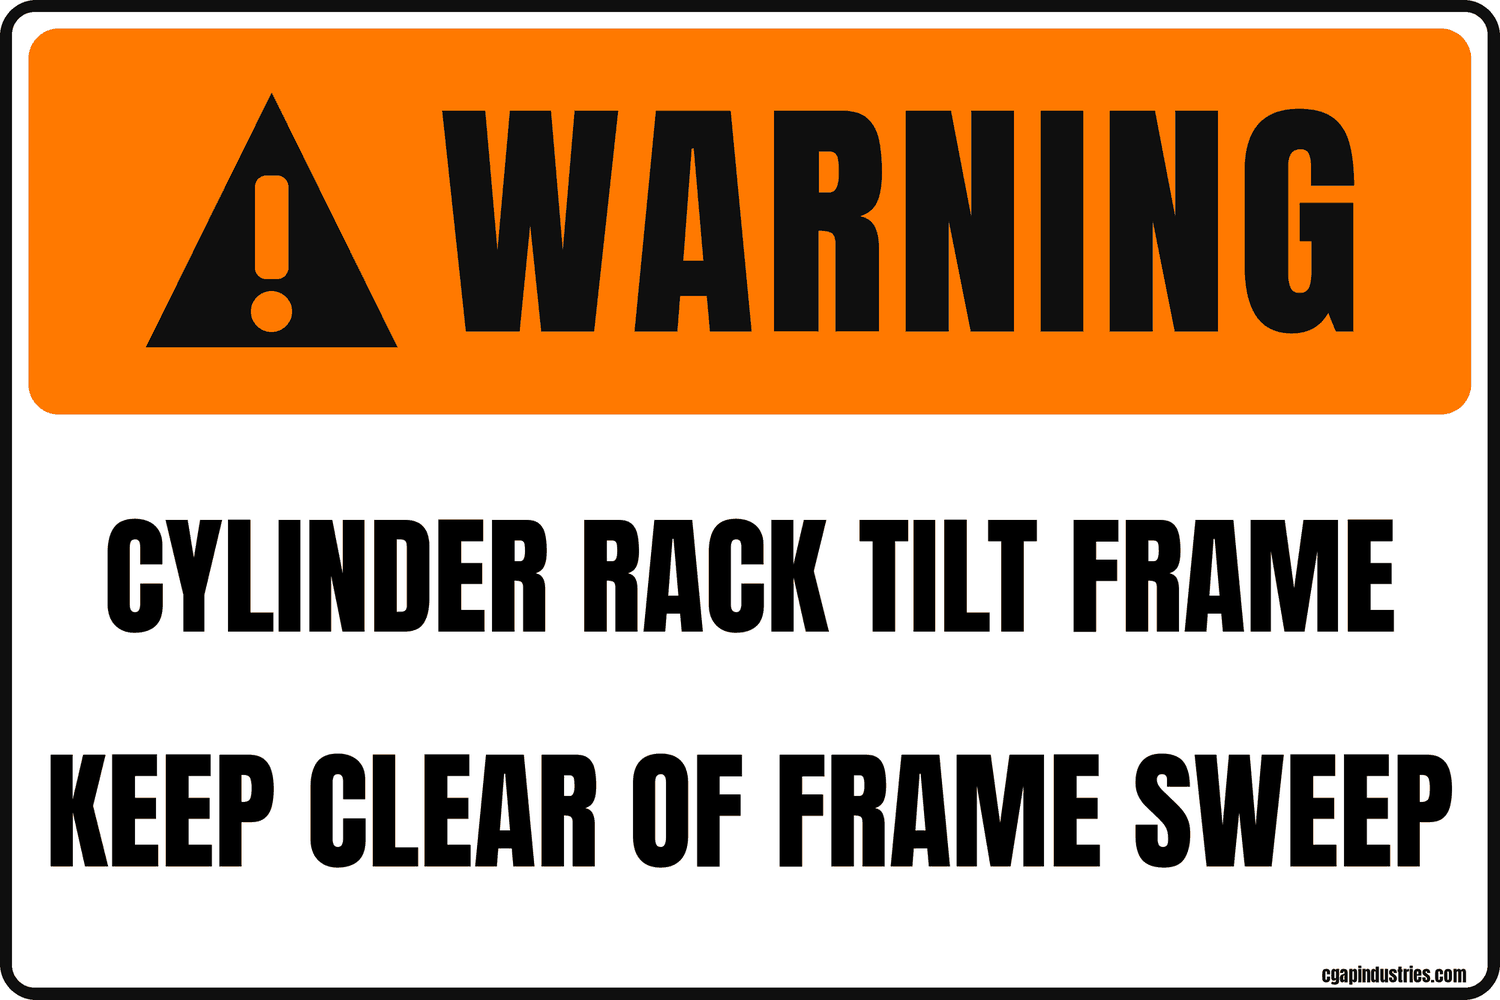 WARNING
CYLINDER RACK TILT FRAME
KEEP CLEAR OF FRAME SWEEP
cgapindustries.com